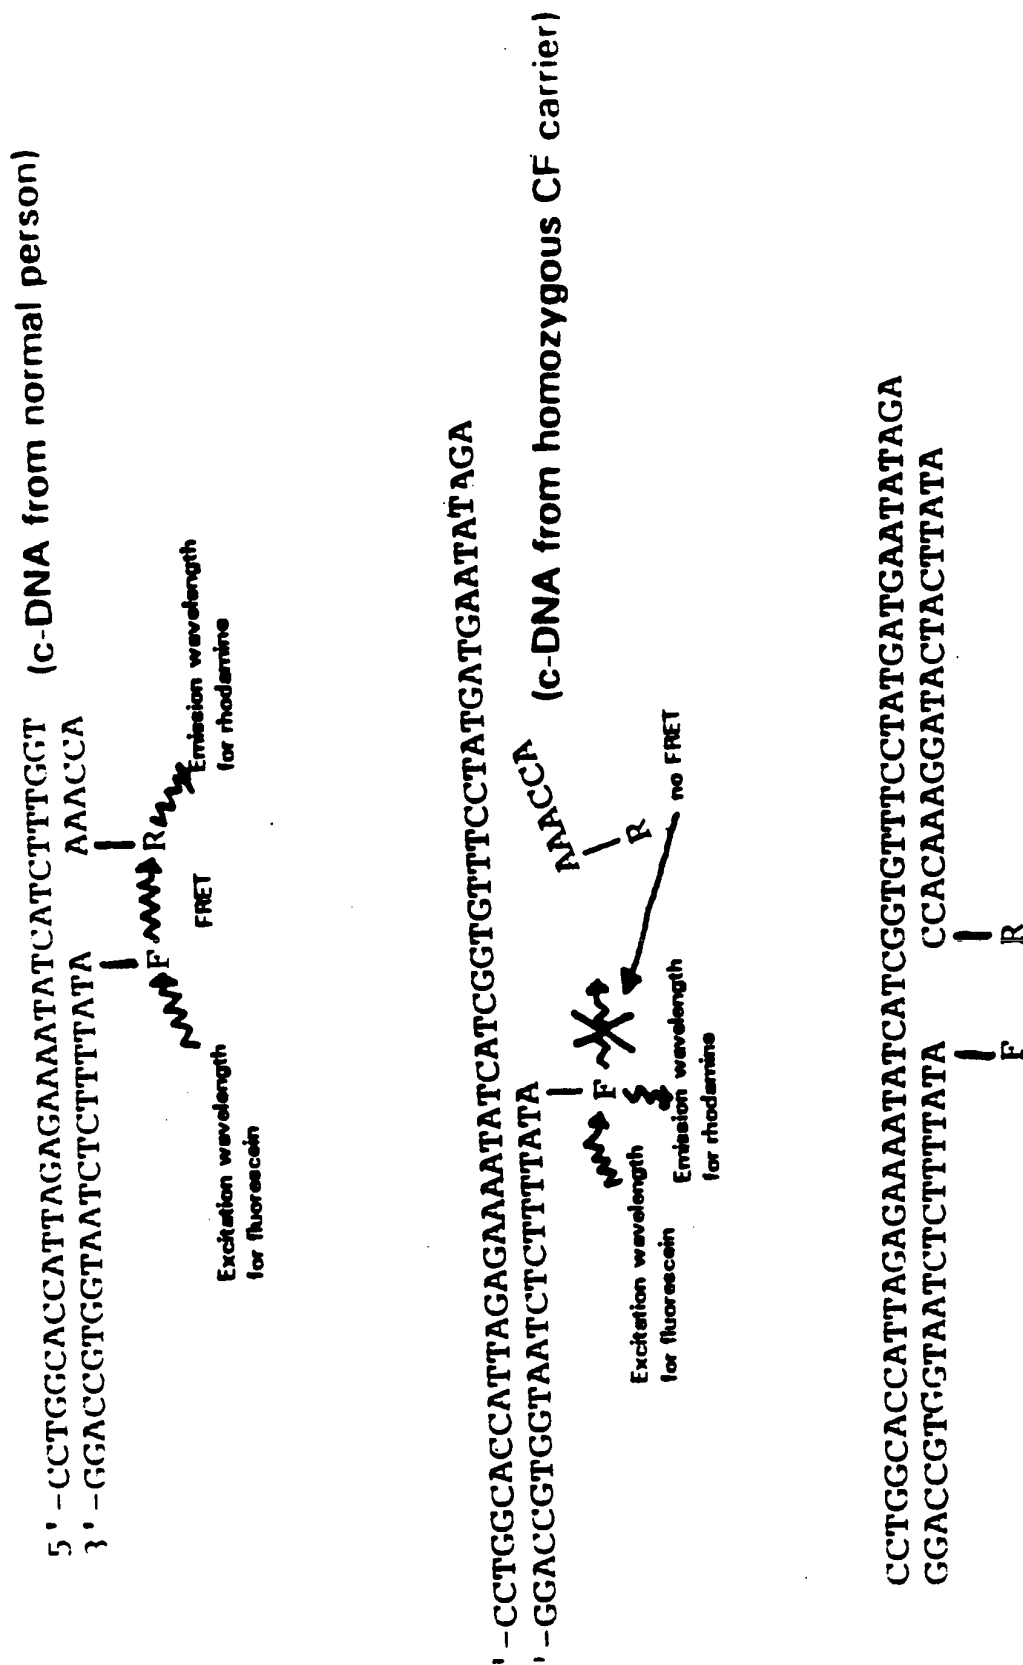 5'-CCTGGCACCATTAGAGAAAATATCATCTTTGGT (c-DNA from normal person)
3'-GGACCGTGGTAATCTCTTTTATA AAACCA
F R
Excitation wavelength
for fluorescein
FRET
Emission wavelength
for rhodamine
'-CCTGGCACCATTAGAGAAAATATCATCGGTGTTTCCTATGATGAATATAGA
'-GGACCGTGGTAATCTCTTTTATA AAACCA (c-DNA from homozygous CF carrier)
F R
Excitation wavelength
for fluorescein
Emission wavelength
for rhodamine
no FRET
CCTGGCACCATTAGAGAAAATATCATCGGTGTTTCCTATGATGAATATAGA
GGACCGTGGTAATCTCTTTTATA CCACAAAGGATACTACTTATA
F R